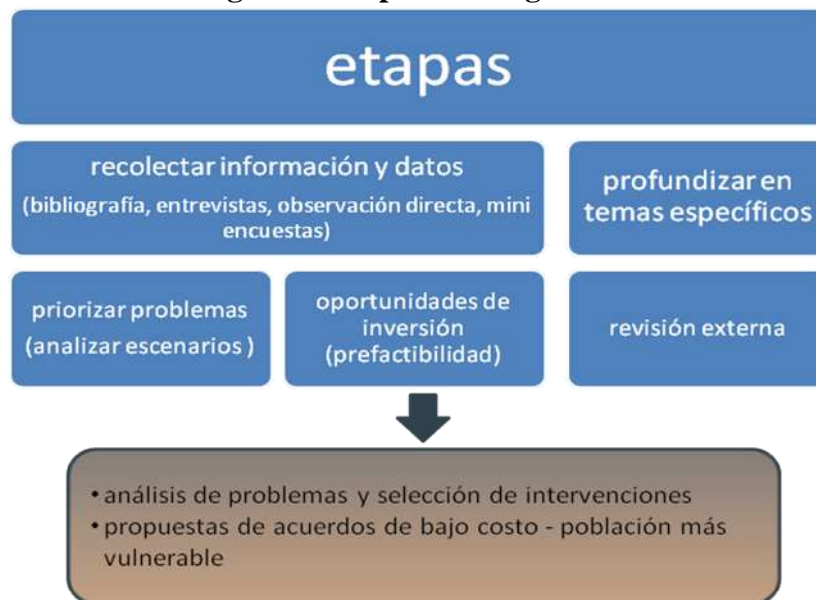 etapas
recolectar información y datos
(bibliografía, entrevistas, observación directa, mini
encuestas)
profundizar en
temas específicos
priorizar problemas
(analizar escenarios )
oportunidades de
inversión
(prefactibilidad)
revisión externa
• análisis de problemas y selección de intervenciones
• propuestas de acuerdos de bajo costo - población más
vulnerable